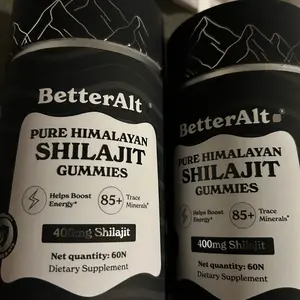 BetterAlt
PURE HIMALAYAN
SHILAJIT
GUMMIES
Helps Boost
Energy*
85+
Trace
Minerals*
400mg Shilajit
Net quantity: 60N
Dietary Supplement
BetterAlt
PURE HIMALAYAN
SHILAJIT
GUMMIES
Helps Boost
Energy*
85+
Trace
Minerals*
400mg Shilajit
Net quantity: 60N
Dietary Supplement